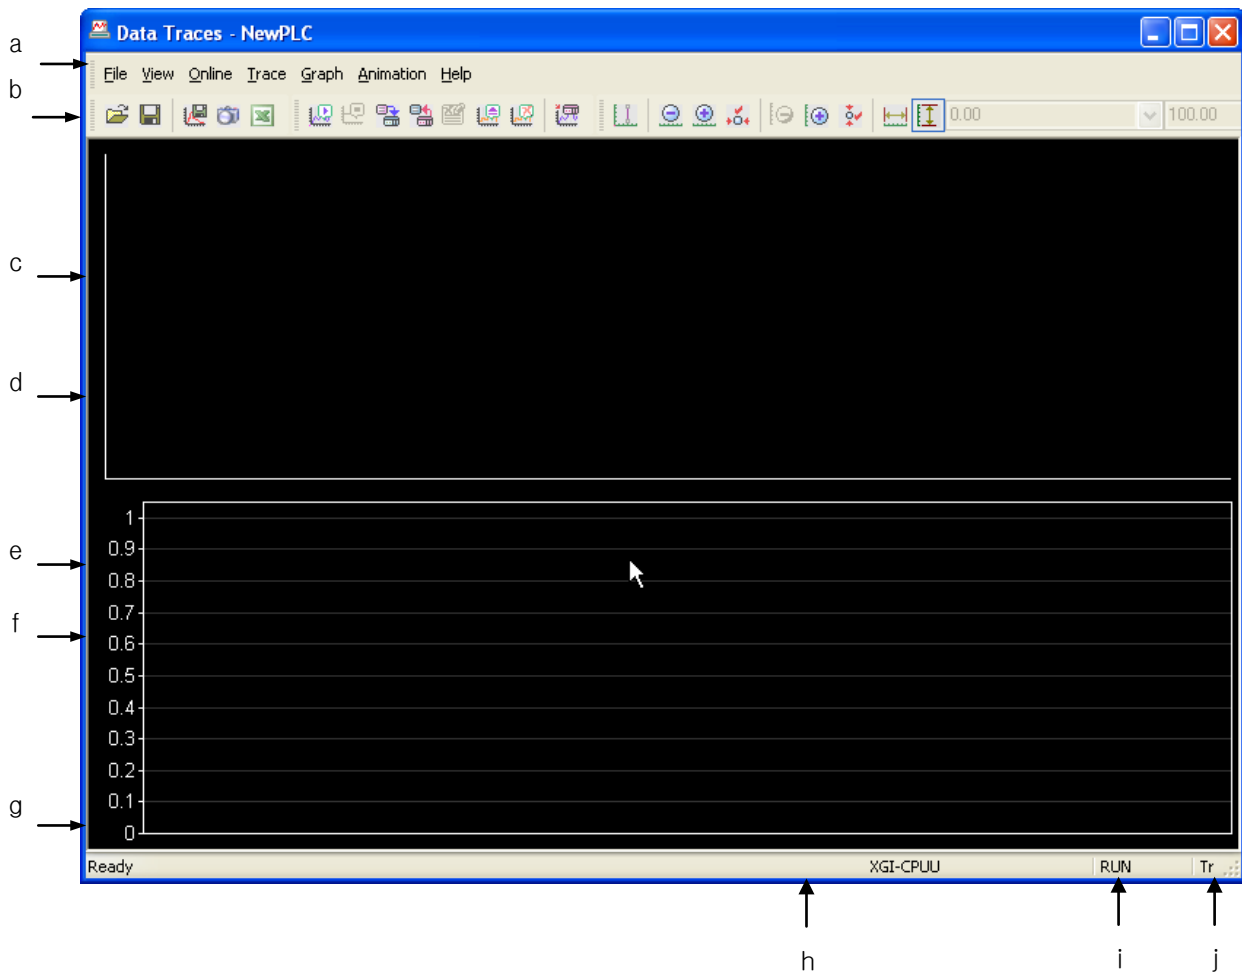 Data Traces - NewPLC
a
File View Online Trace Graph Animation Help
b
0.00 100.00
c
d
1
0.9
e
0.8
0.7
f
0.6
0.5
0.4
0.3
0.2
0.1
g
0
Ready XGI-CPUU RUN Tr
h i j